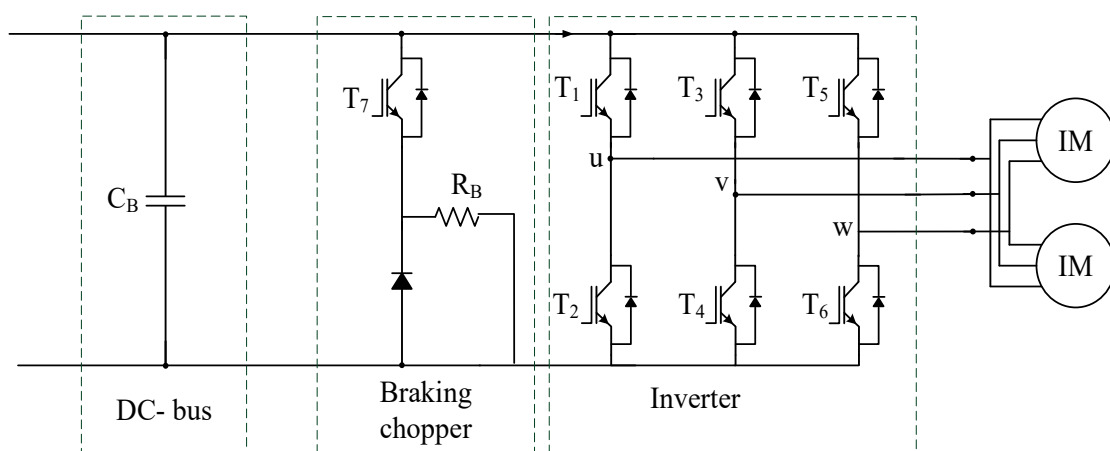 T7
T1
T3
T5
u
v
w
CB
RB
T2
T4
T6
IM
IM
DC- bus
Braking
chopper
Inverter